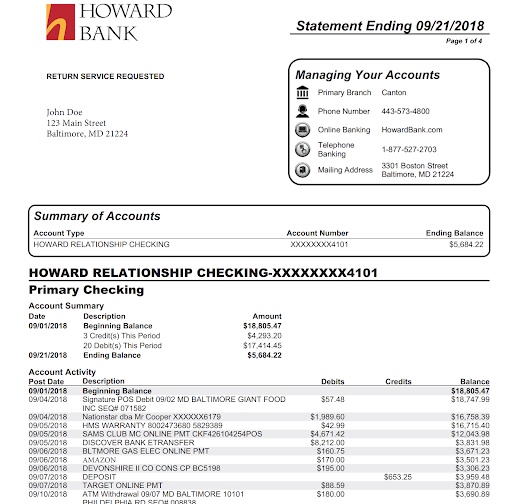 HOWARD
BANK
Statement Ending 09/21/2018
Page 1 of 4
RETURN SERVICE REQUESTED
John Doe
123 Main Street
Baltimore, MD 21224
Managing Your Accounts
Primary Branch Canton
Phone Number 443-573-4800
Online Banking HowardBank.com
Telephone Banking 1-877-527-2703
Mailing Address 3301 Boston Street
Baltimore, MD 21224
Summary of Accounts
Account Type Account Number Ending Balance
HOWARD RELATIONSHIP CHECKING XXXXXXXX4101 $5,684.22
HOWARD RELATIONSHIP CHECKING-XXXXXXXX4101
Primary Checking
Account Summary
Date Description Amount
09/01/2018 Beginning Balance $18,805.47
3 Credit(s) This Period $4,293.20
20 Debit(s) This Period $17,414.45
09/21/2018 Ending Balance $5,684.22
Account Activity
Post Date Description Debits Credits Balance
09/01/2018 Beginning Balance $18,805.47
09/04/2018 Signature POS Debit 09/02 MD BALTIMORE GIANT FOOD $57.48 $18,747.99
INC SEQ# 071582
09/04/2018 Nationstar dba Mr Cooper XXXXXX6179 $1,989.60 $16,758.39
09/05/2018 HMS WARRANTY 8002473680 5829389 $42.99 $16,715.40
09/05/2018 SAMS CLUB MC ONLINE PMT CKF426104254POS $4,671.42 $12,043.98
09/05/2018 DISCOVER BANK ETRANSFER $8,212.00 $3,831.98
09/06/2018 BLTMORE GAS ELEC ONLINE PMT $160.75 $3,671.23
09/06/2018 AMAZON $170.00 $3,501.23
09/06/2018 DEVONSHIRE II CO CONS CP BC5198 $195.00 $3,306.23
09/07/2018 DEPOSIT $653.25 $3,959.48
09/07/2018 TARGET ONLINE PMT $88.59 $3,870.89
09/10/2018 ATM Withdrawal 09/07 MD BALTIMORE 10101 $180.00 $3,690.89
PHILADELPHIA RD SEQ# 008838